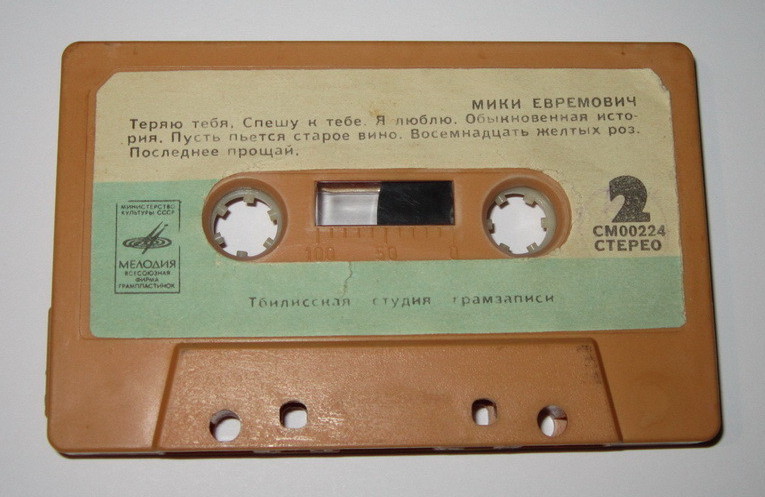 МИКИ ЕВРЕМОВИЧ
Теряю тебя. Спешу к тебе. Я люблю. Обыкновенная исто-
рия. Пусть пьется старое вино. Восемнадцать желтых роз.
Последнее прощай.
МИНИСТЕРСТВО
КУЛЬТУРЫ СССР
МЕЛОДИЯ
ВСЕСОЮЗНАЯ
ФИРМА
ГРАМПЛАСТИНОК
2
СМ00224
СТЕРЕО
100 50 0
Тбилисская студия грамзаписи